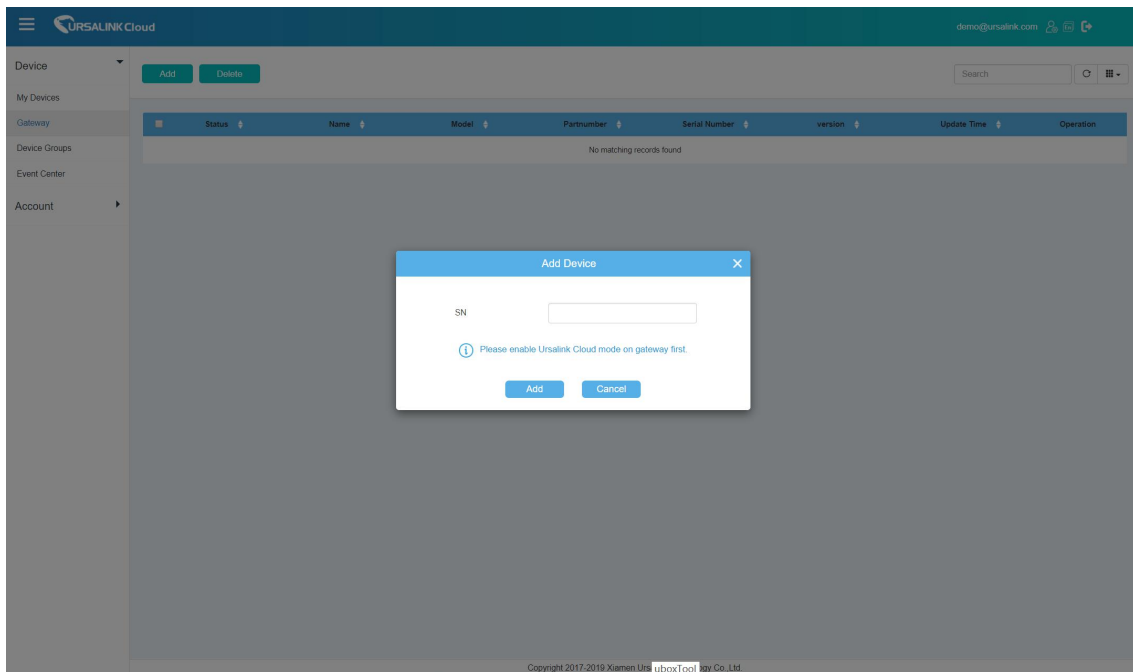 URSALINK Cloud
demo@ursalink.com
Device
Add Delete
Search
My Devices
Gateway
Status Name Model Partnumber Serial Number version Update Time Operation
Device Groups
No matching records found
Event Center
Account
Add Device
SN
Please enable Ursalink Cloud mode on gateway first.
Add Cancel
Copyright 2017-2019 Xiamen Urs uboxTool ogy Co.,Ltd.